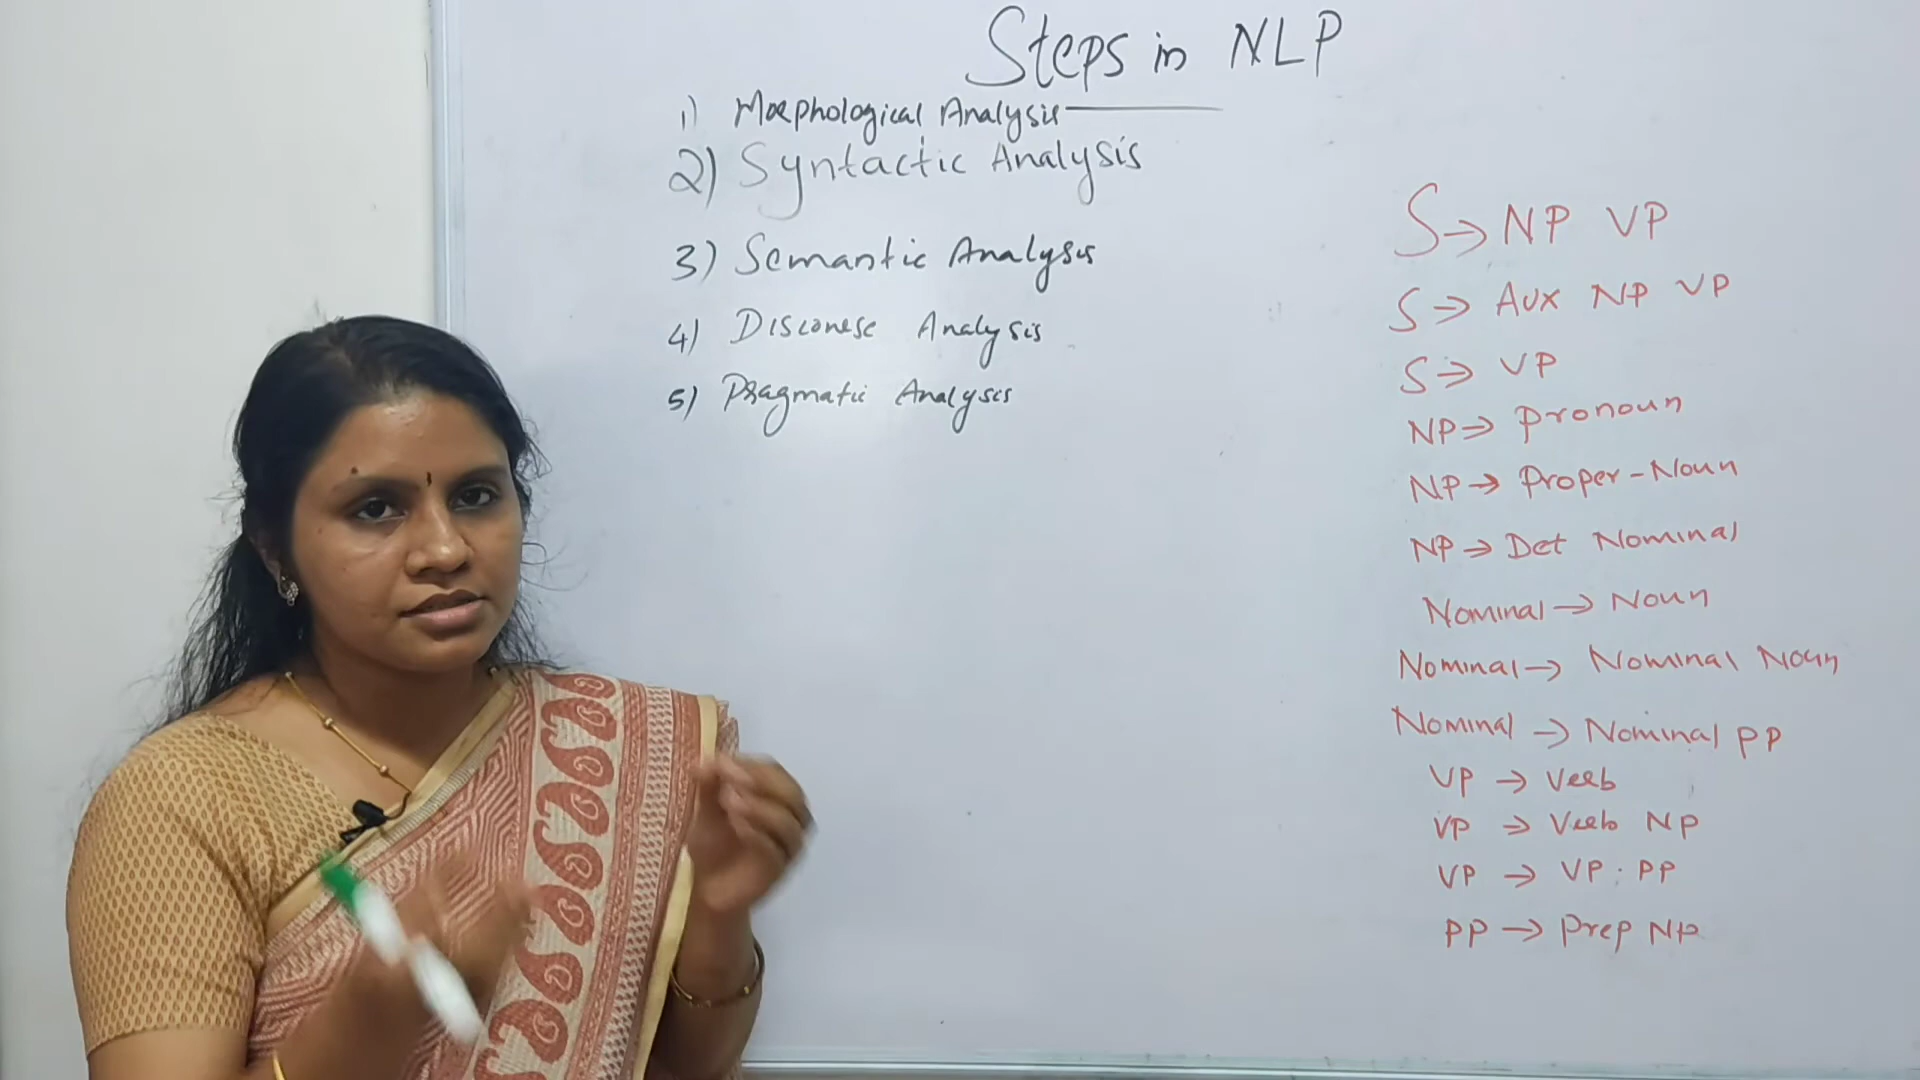 Steps in NLP
1) Morphological Analysis
2) Syntactic Analysis
3) Semantic Analysis
4) Discourse Analysis
5) Pragmatic Analysis
S → NP VP
S → Aux NP VP
S → VP
NP → Pronoun
NP → Proper-Noun
NP → Det Nominal
Nominal → Noun
Nominal → Nominal Noun
Nominal → Nominal PP
VP → Verb
VP → Verb NP
VP → VP PP
PP → Prep NP